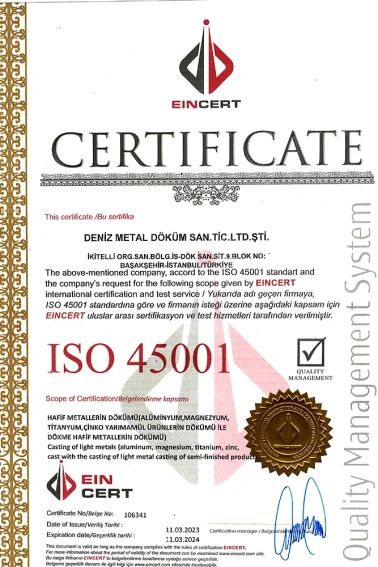 EINCERT
CERTIFICATE
This certificate /Bu sertifika
DENİZ METAL DÖKÜM SAN.TİC.LTD.ŞTİ.
İKİTELLİ ORG.SAN.BÖLG.İS-DÖK SAN.SİT.9.BLOK NO:
BAŞAKŞEHİR-İSTANBUL/TÜRKİYE
The above-mentioned company, accord to the ISO 45001 standart and
the company's request for the following scope given by EINCERT
international certification and test service / Yukarıda adı geçen firmaya,
ISO 45001 standardına göre ve firmanın isteği üzerine aşağıdaki kapsam için
EINCERT uluslar arası sertifikasyon ve test hizmetleri tarafından verilmiştir.
ISO 45001
QUALITY
MANAGEMENT
Scope of Certification/Belgelendirme kapsamı
HAFİF METALLERİN DÖKÜMÜ(ALÜMİNYUM,MAGNEZYUM,
TİTANYUM,ÇİNKO YARIMAMÜL ÜRÜNLERİN DÖKÜMÜ İLE
DÖKME HAFİF METALLERİN DÖKÜMÜ)
Casting of light metals (aluminum, magnesium, titanium, zinc,
cast with the casting of light metal casting of semi-finished product
EIN
CERT
Certificate No/Belge No: 106341
Date of Issue/Veriliş Tarihi : 11.03.2023
Certification manager /
Expiration date/Geçerlilik tarihi : 11.03.2024
This document is valid as long as the company complies with the rules of certification EINCERT.
For more information about the period of validity of the document can be examined www.eincert.com site.
Bu belge firmanın EINCERT'in belgelendirme kurallarına uyduğu sürece geçerlidir.
Belgenin geçerlilik devamı ile ilgili bilgi için www.eincert.com sitesinde incelenebilir.
Quality Management System